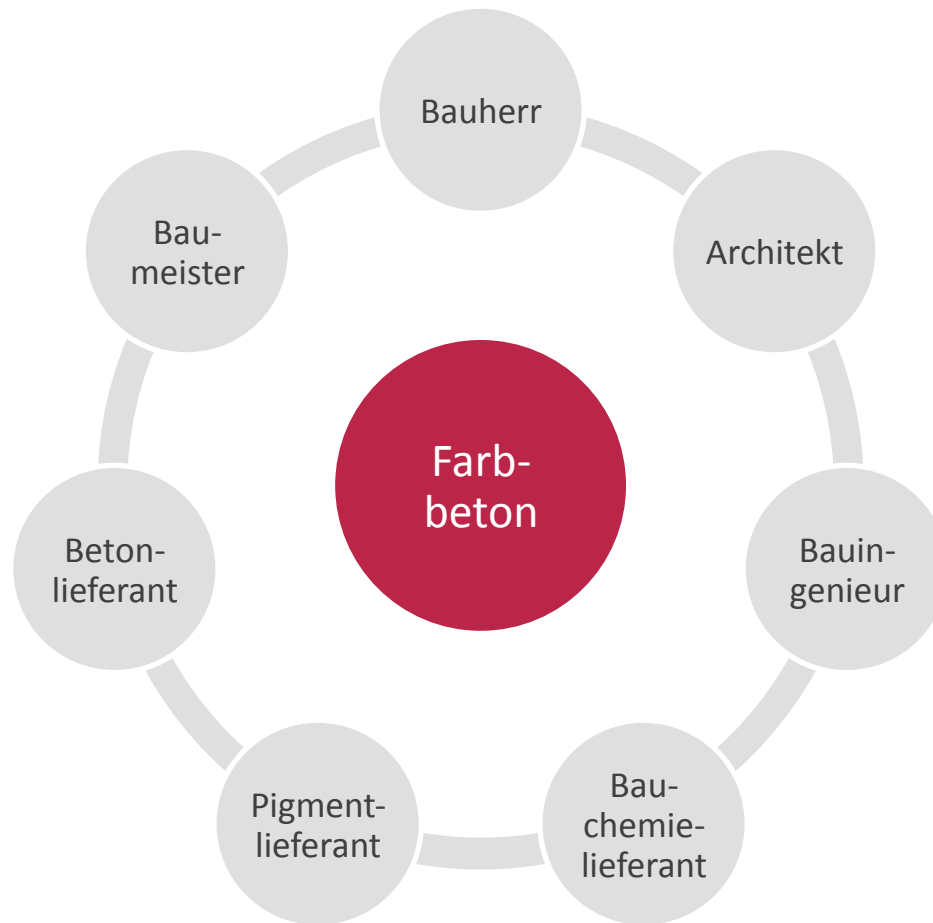 Bauherr
Architekt
Bauin-
genieur
Bau-
chemie-
lieferant
Pigment-
lieferant
Beton-
lieferant
Bau-
meister
Farb-
beton